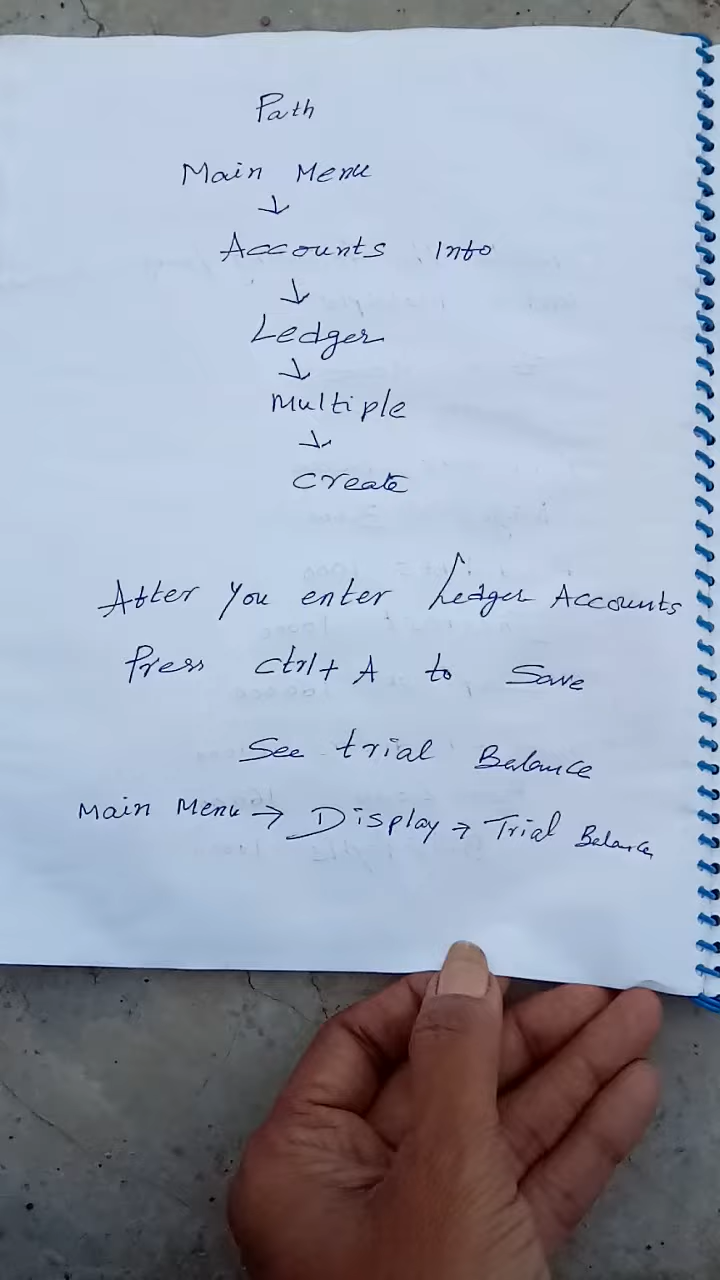 Path
Main Menu
↓
Accounts Info
↓
Ledger
↓
Multiple
↓
Create
After You enter Ledger Accounts
Press Ctrl+ A to Save
See trial Balance
Main Menu → Display → Trial Balance